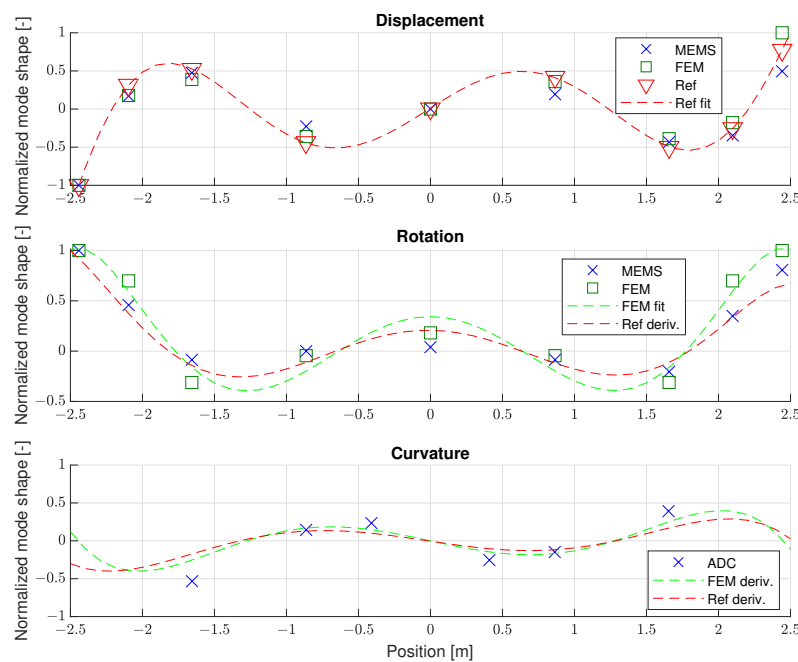 Displacement
Normalized mode shape [-]
1
0.5
0
−0.5
−1
−2.5
−2
−1.5
−1
−0.5
0
0.5
1
1.5
2
2.5
MEMS
FEM
Ref
Ref fit
Rotation
Normalized mode shape [-]
1
0.5
0
−0.5
−2.5
−2
−1.5
−1
−0.5
0
0.5
1
1.5
2
2.5
MEMS
FEM
FEM fit
Ref deriv.
Curvature
Normalized mode shape [-]
1
0.5
0
−0.5
−1
−2.5
−2
−1.5
−1
−0.5
0
0.5
1
1.5
2
2.5
ADC
FEM deriv.
Ref deriv.
Position [m]